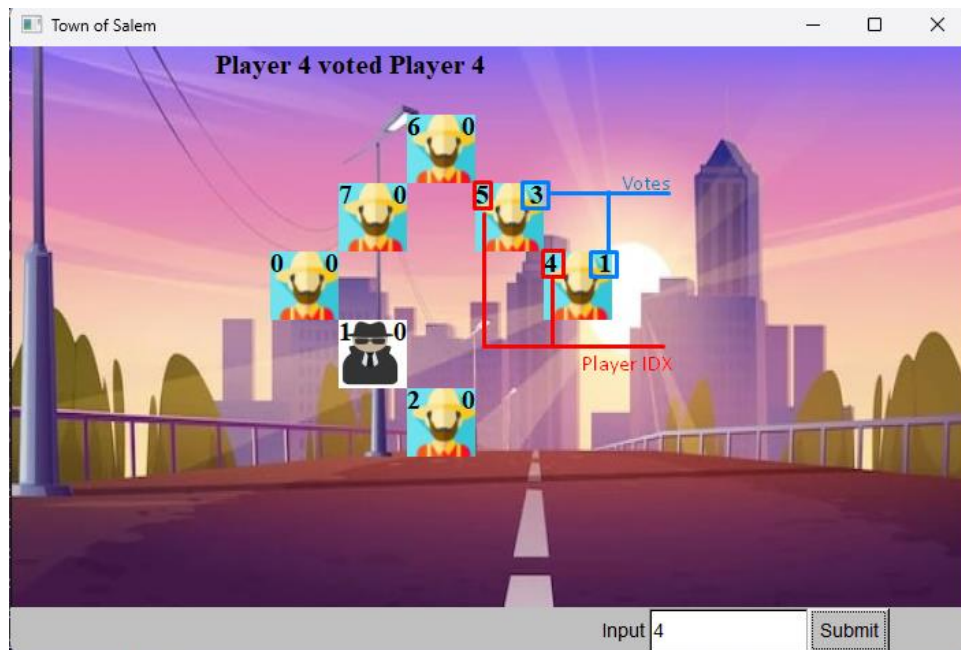 Town of Salem
Player 4 voted Player 4
6 0
7 0
5 3
Votes
0 0
4 1
1 0
Player IDX
2 0
Input 4 Submit